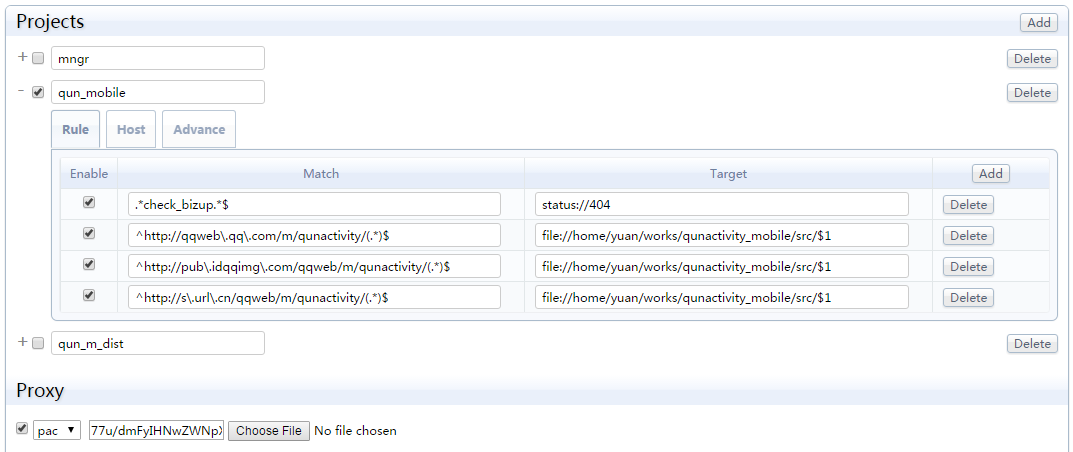 Projects Add
+ mngr Delete
- qun_mobile Delete
Rule Host Advance
Enable Match Target Add
.*check_bizup.*$ status://404 Delete
^http://qqweb\.qq\.com/m/qunactivity/(.*)$ file://home/yuan/works/qunactivity_mobile/src/$1 Delete
^http://pub\.idqqimg\.com/qqweb/m/qunactivity/(.*)$ file://home/yuan/works/qunactivity_mobile/src/$1 Delete
^http://s\.url\.cn/qqweb/m/qunactivity/(.*)$ file://home/yuan/works/qunactivity_mobile/src/$1 Delete
+ qun_m_dist Delete
Proxy
pac 77u/dmFyIHNwZWNpX Choose File No file chosen